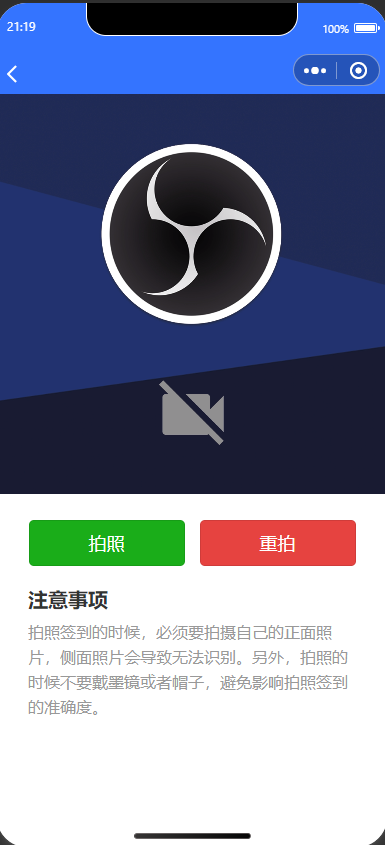 21:19
100%
拍照
重拍
注意事项
拍照签到的时候，必须要拍摄自己的正面照
片，侧面照片会导致无法识别。另外，拍照的
时候不要戴墨镜或者帽子，避免影响拍照签到
的准确度。